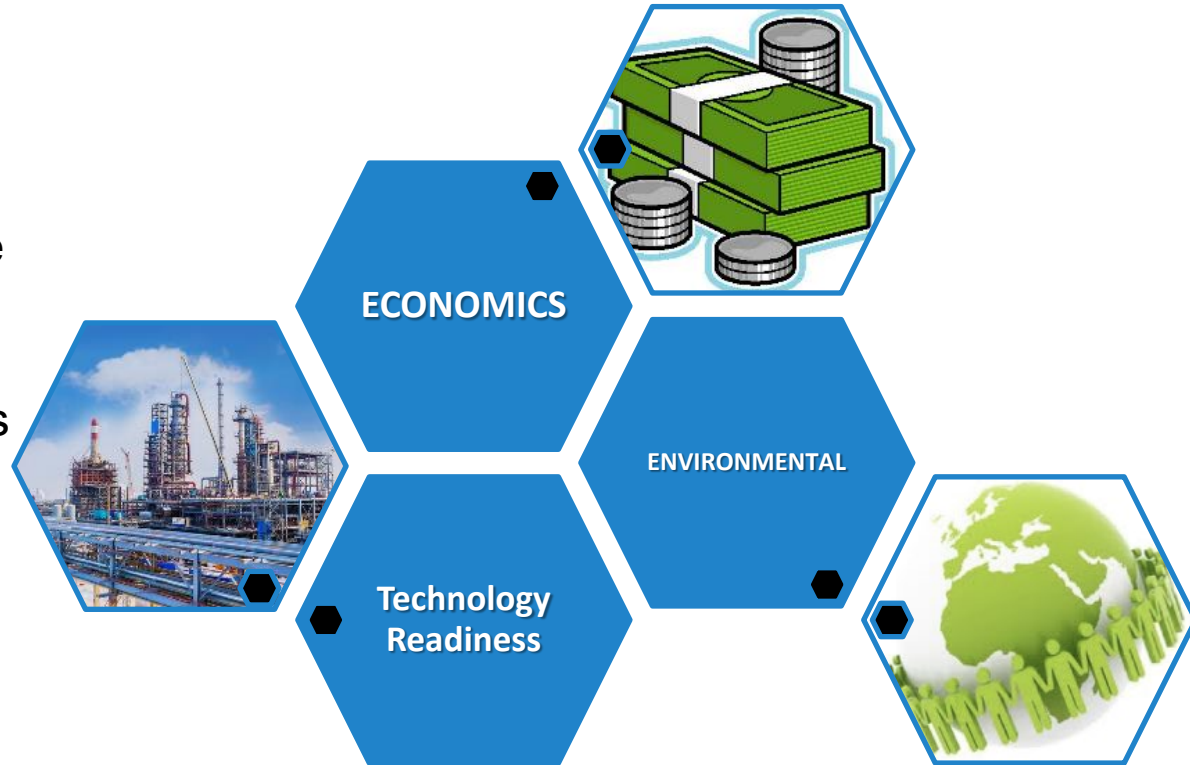 e
ECONOMICS
s
ENVIRONMENTAL
Technology
Readiness